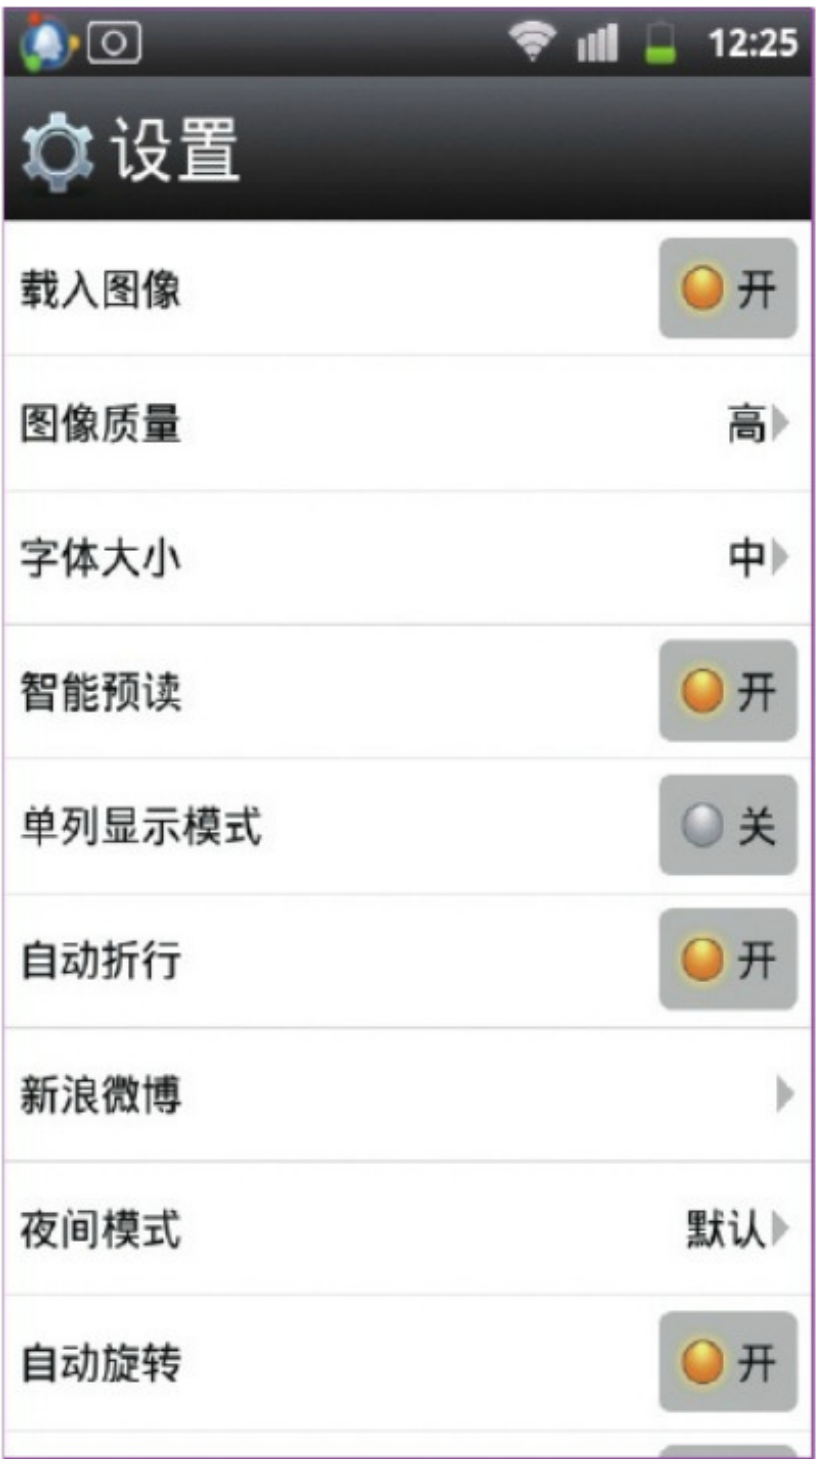 12:25
设置
载入图像 开
图像质量 高
字体大小 中
智能预读 开
单列显示模式 关
自动折行 开
新浪微博
夜间模式 默认
自动旋转 开